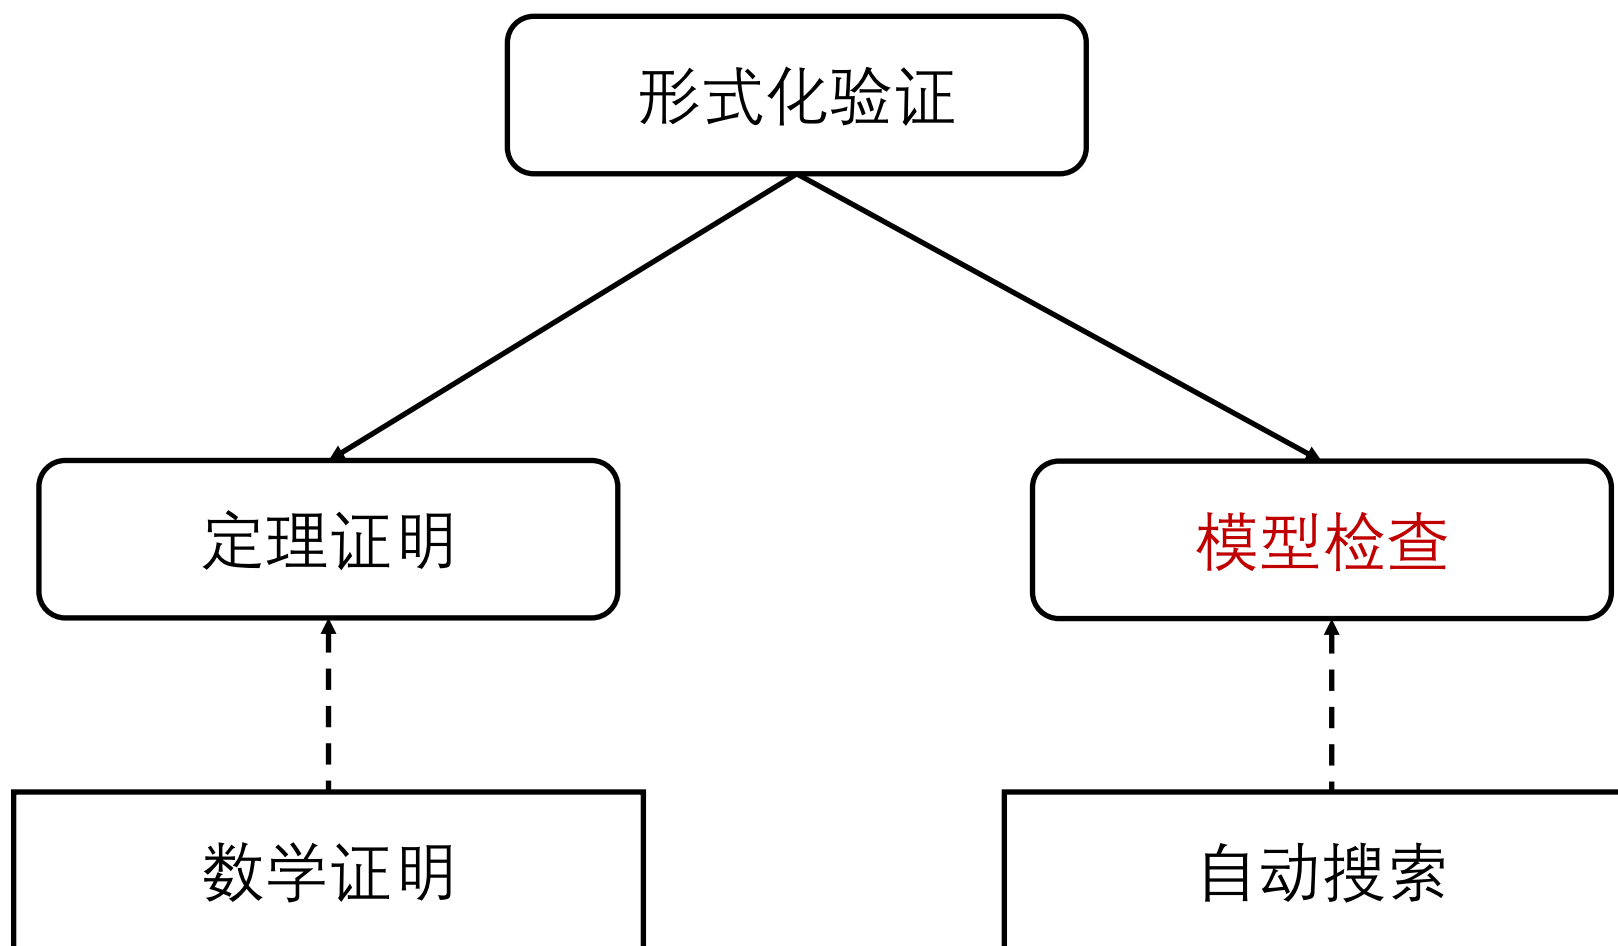 形式化验证
定理证明
模型检查
数学证明
自动搜索